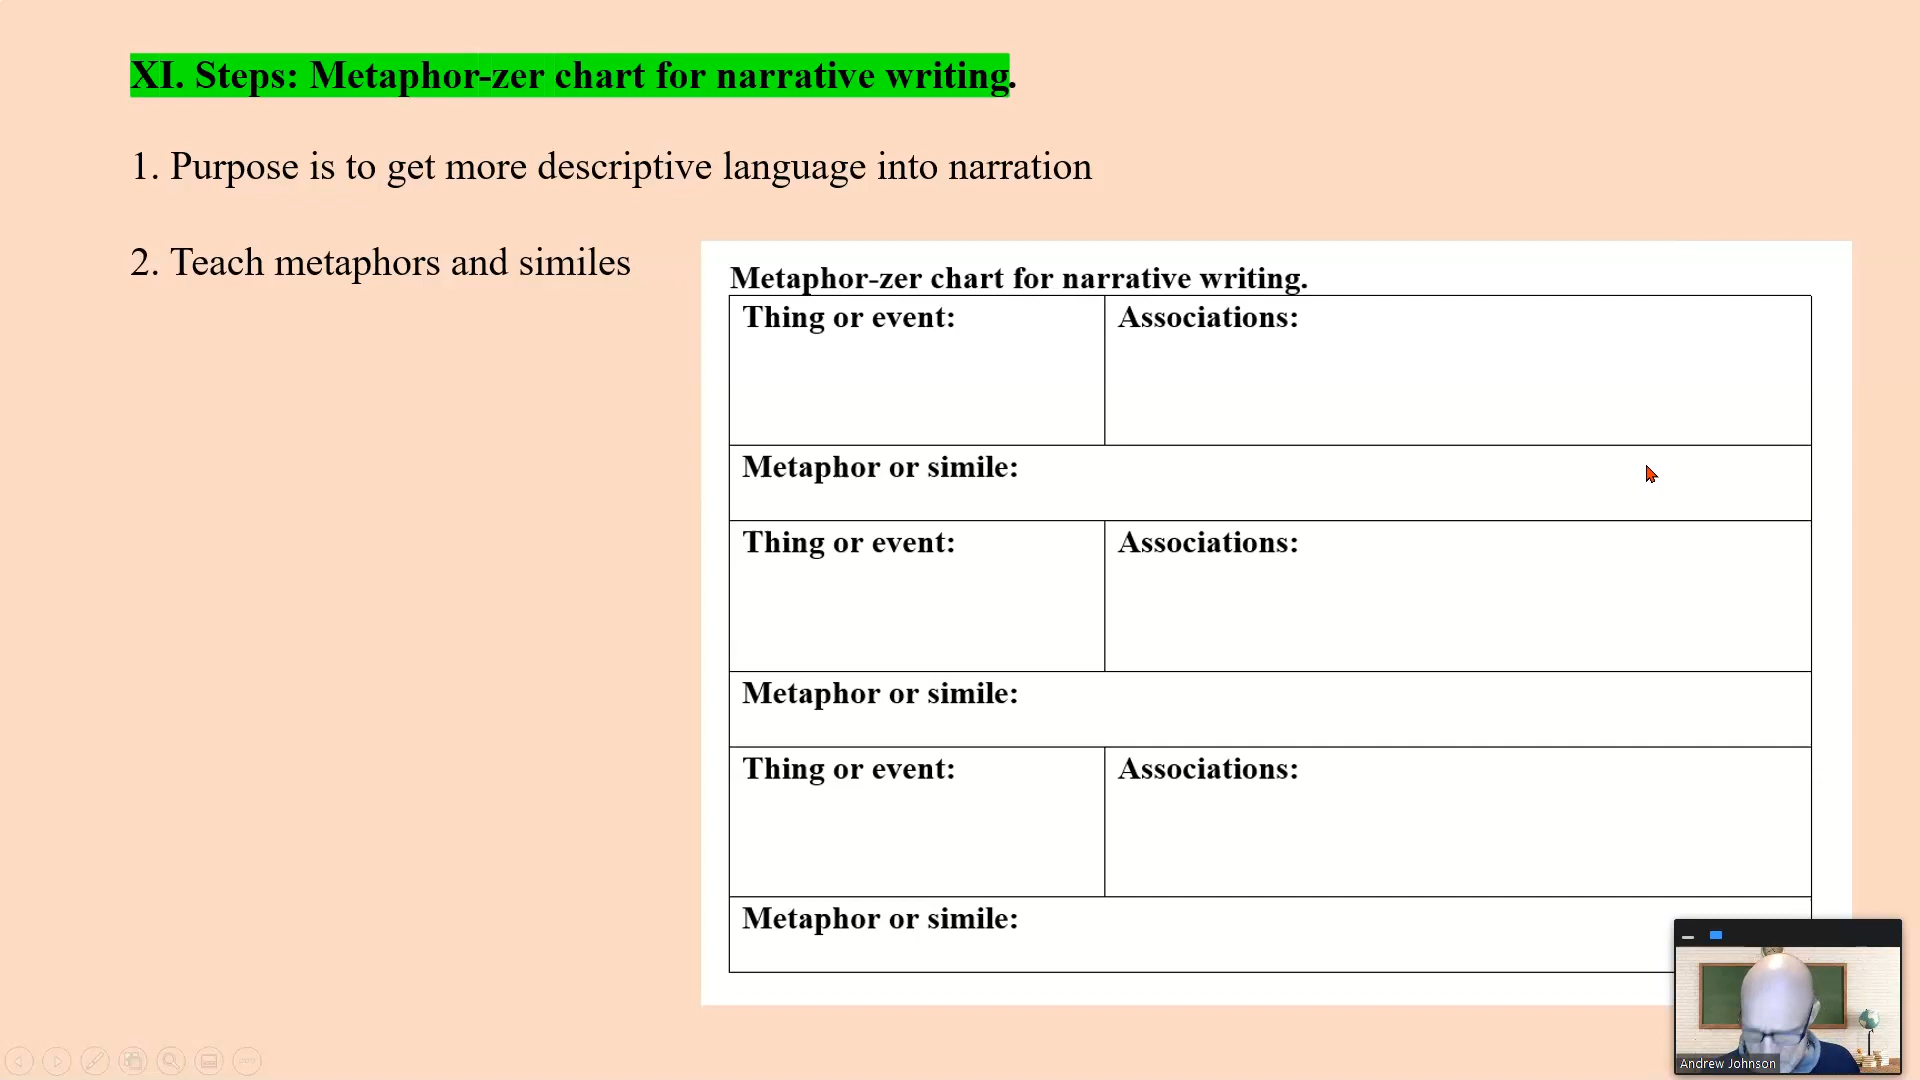 XI. Steps: Metaphor-zer chart for narrative writing.
1. Purpose is to get more descriptive language into narration
2. Teach metaphors and similes
Metaphor-zer chart for narrative writing.
Thing or event: Associations:
Metaphor or simile:
Thing or event: Associations:
Metaphor or simile:
Thing or event: Associations:
Metaphor or simile:
Andrew Johnson